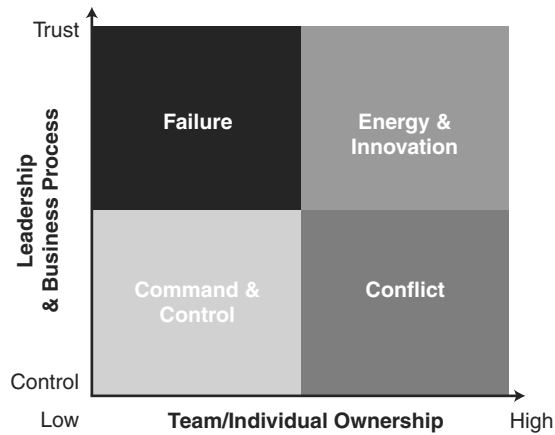 Trust
Failure
Energy &
Innovation
Leadership
& Business Process
Command &
Control
Conflict
Control
Low
Team/Individual Ownership
High